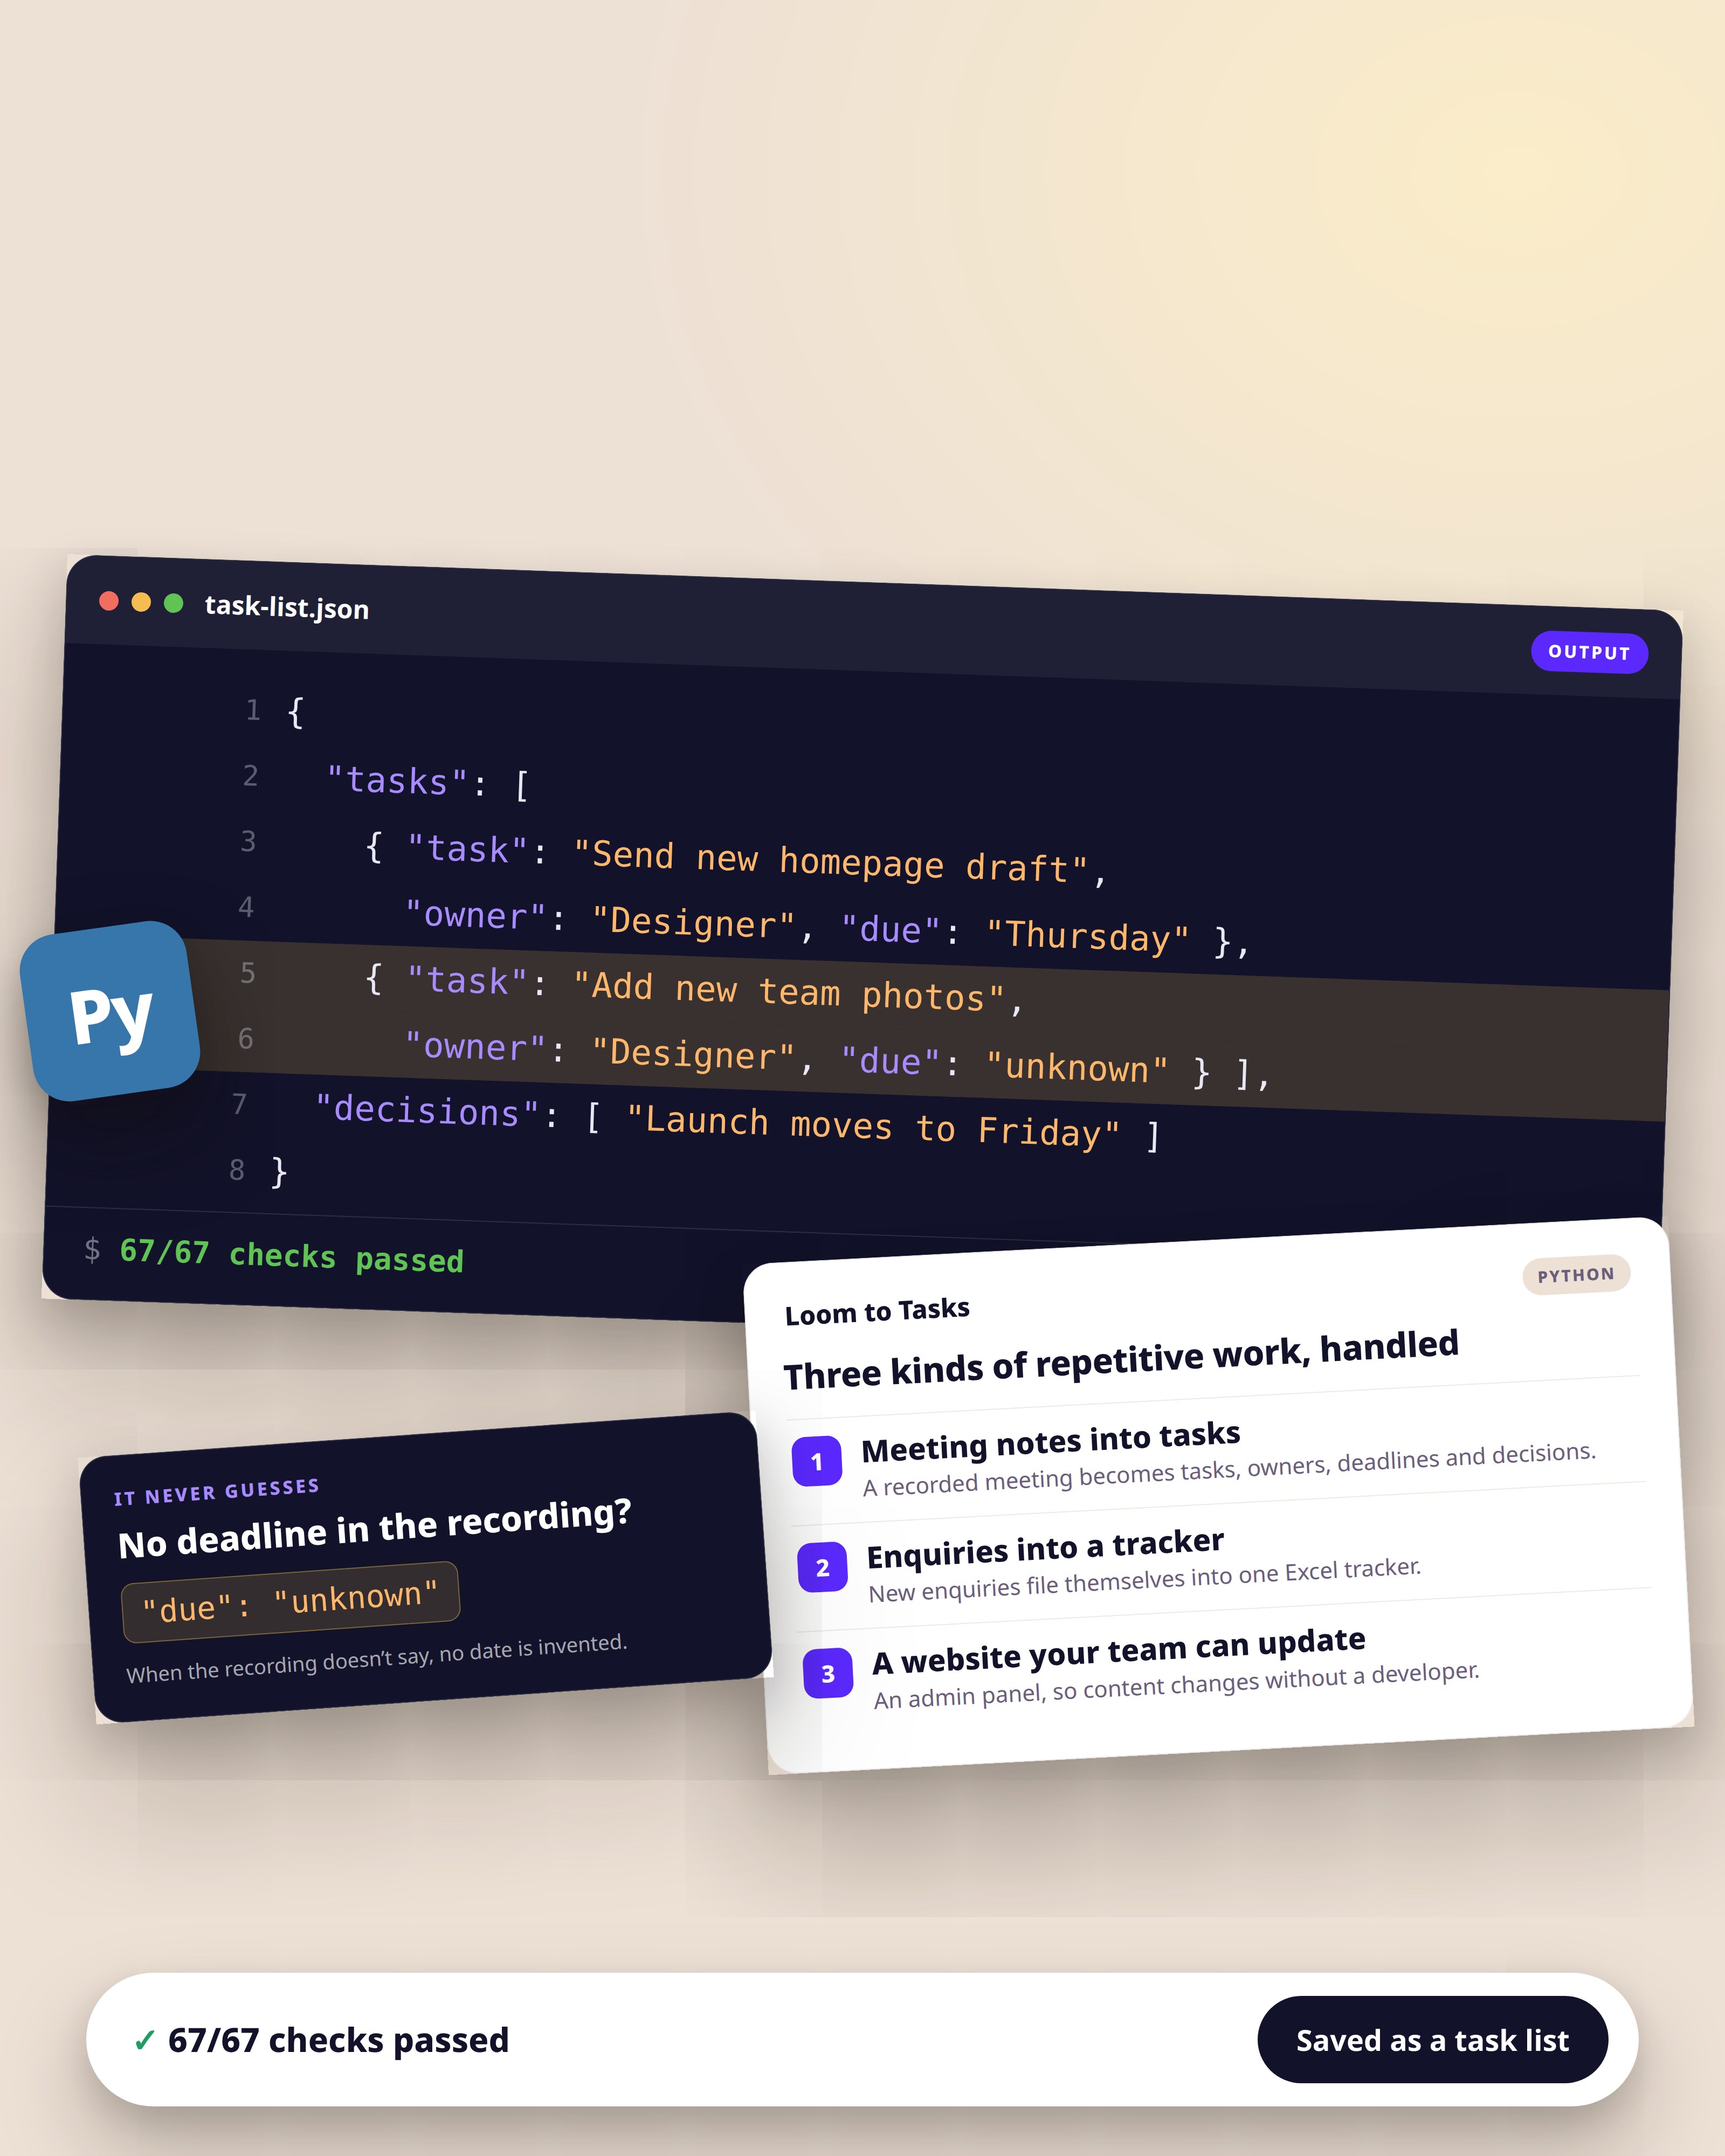 task-list.json
OUTPUT
1 {
2 "tasks": [
3 { "task": "Send new homepage draft",
4 "owner": "Designer", "due": "Thursday" },
5 { "task": "Add new team photos",
6 "owner": "Designer", "due": "unknown" } ],
7 "decisions": [ "Launch moves to Friday" ]
8 }
Py
$ 67/67 checks passed
Loom to Tasks
PYTHON
Three kinds of repetitive work, handled
1 Meeting notes into tasks
A recorded meeting becomes tasks, owners, deadlines and decisions.
2 Enquiries into a tracker
New enquiries file themselves into one Excel tracker.
3 A website your team can update
An admin panel, so content changes without a developer.
IT NEVER GUESSES
No deadline in the recording?
"due": "unknown"
When the recording doesn’t say, no date is invented.
✓ 67/67 checks passed
Saved as a task list